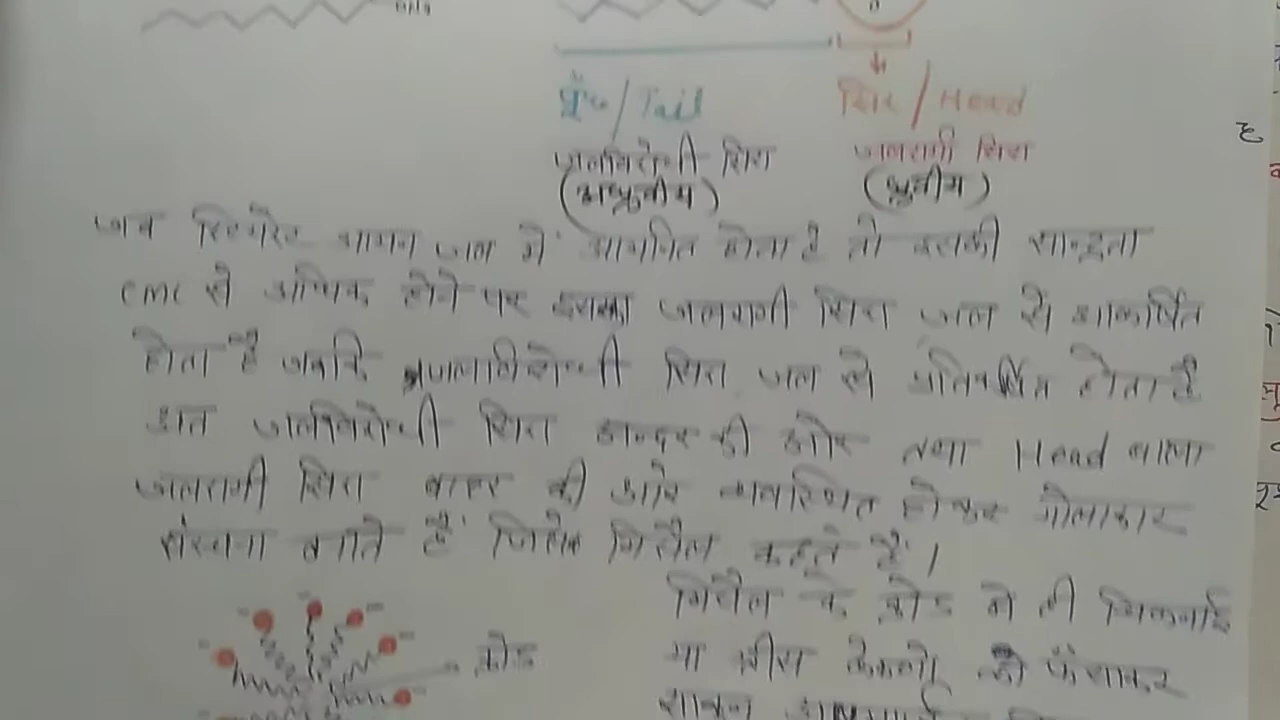 पूँछ/Tail सिर/Head
जलविरोधी सिरा जलरागी सिरा
(अध्रुवीय) (ध्रुवीय)
जब स्टियरेट आयन जल में आयनित होता है तो इसकी सान्द्रता
CMC से अधिक होने पर इसका जलरागी सिरा जल से आकर्षित
होता है जबकि जलविरोधी सिरा जल से प्रतिकर्षित होता है
अत जलविरोधी सिरा अन्दर की ओर तथा Head वाला
जलरागी सिरा बाहर की ओर व्यवस्थित होकर गोलाकार
संरचना बनाते हैं जिसे मिसेल कहते हैं।
मिसेल के क्रोड में ही चिकनाई
क्रोड
या ग्रीस के कणों को फँसाकर
साबुन